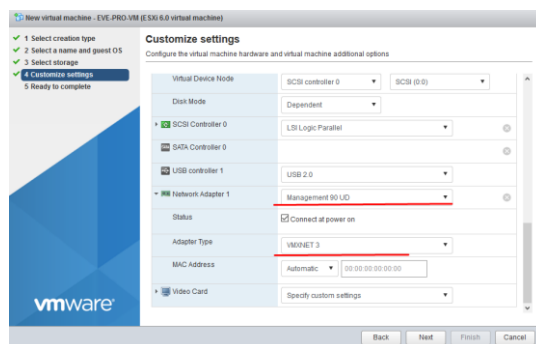 New virtual machine - EVE-PRO-VM (ESXi 6.0 virtual machine)
1 Select creation type
2 Select a name and guest OS
3 Select storage
4 Customize settings
5 Ready to complete
Customize settings
Configure the virtual machine hardware and virtual machine additional options
Virtual Device Node SCSI controller 0 SCSI (0:0)
Disk Mode Dependent
SCSI Controller 0 LSI Logic Parallel
SATA Controller 0
USB controller 1 USB 2.0
Network Adapter 1 Management 90 UD
Status Connect at power on
Adapter Type VMXNET 3
MAC Address Automatic 00:00:00:00:00:00
Video Card Specify custom settings
vmware
Back Next Finish Cancel